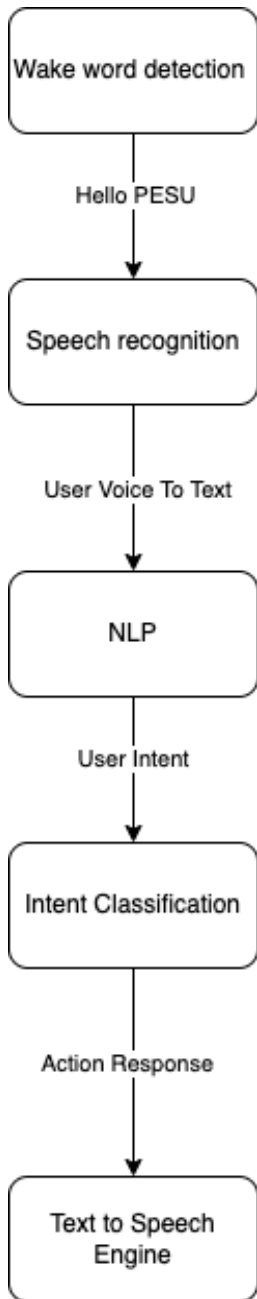 Wake word detection
Hello PESU
Speech recognition
User Voice To Text
NLP
User Intent
Intent Classification
Action Response
Text to Speech
Engine